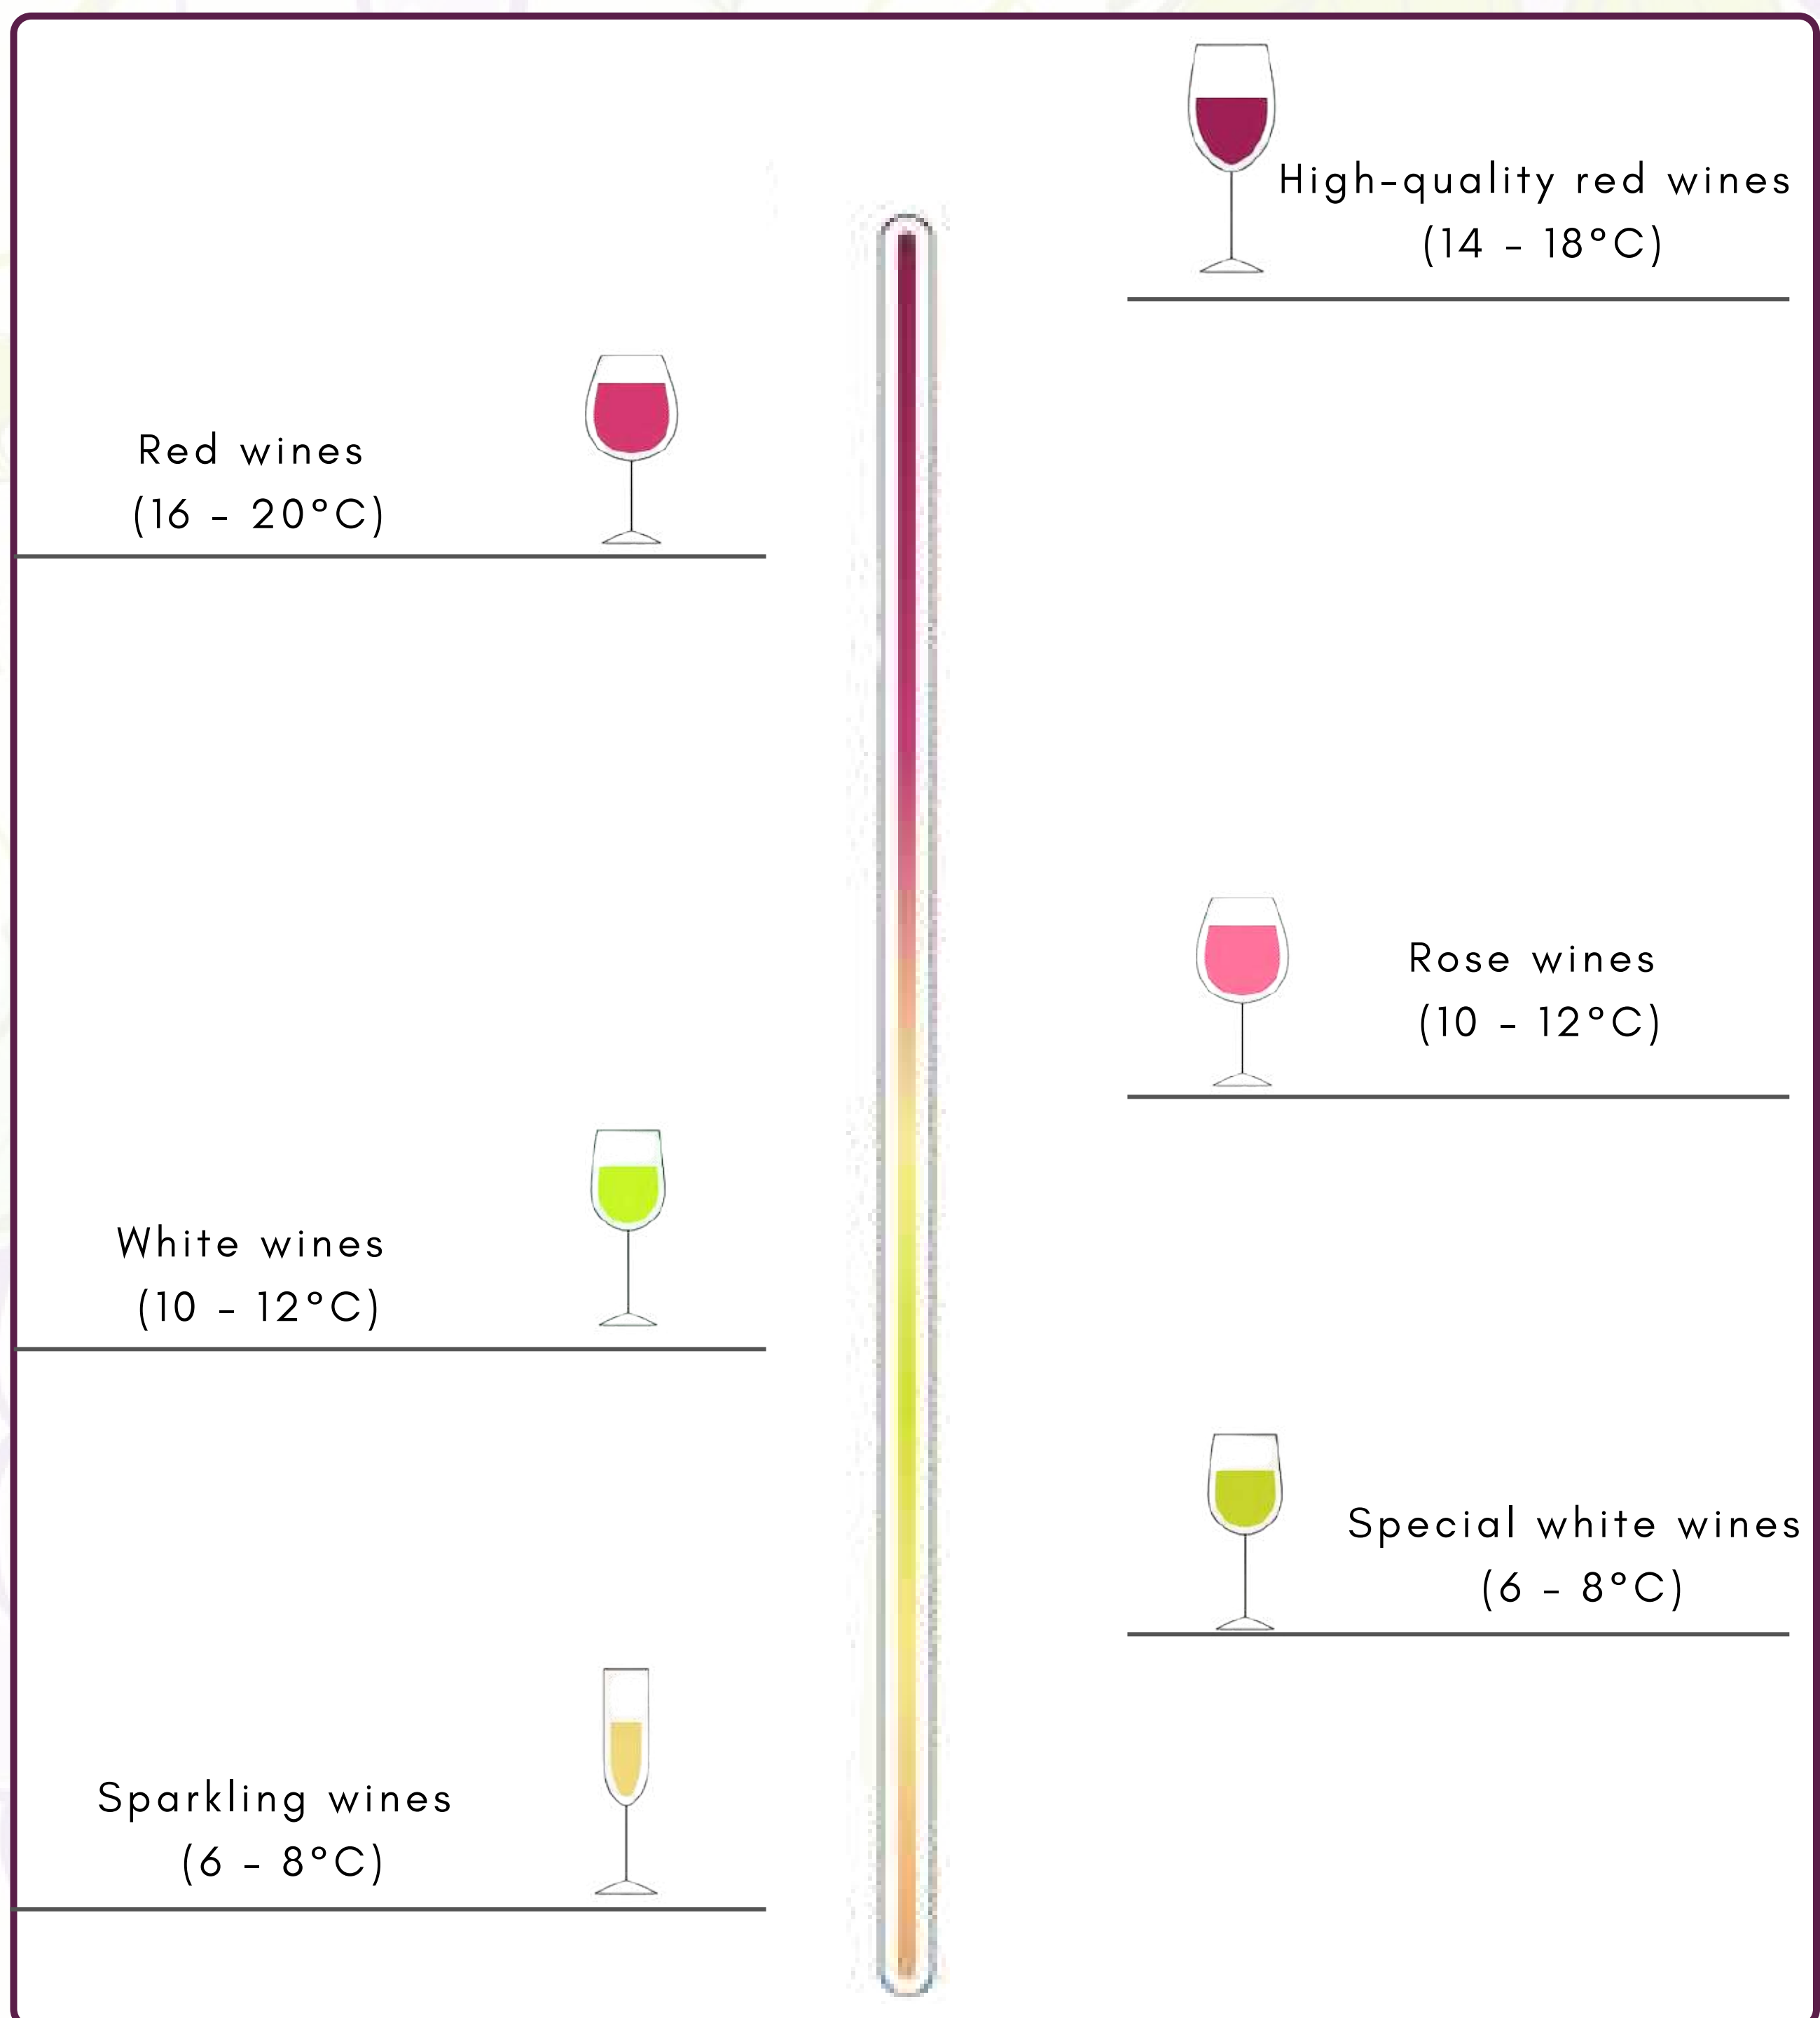 High-quality red wines
(14 - 18°C)
Red wines
(16 - 20°C)
Rose wines
(10 - 12°C)
White wines
(10 - 12°C)
Special white wines
(6 - 8°C)
Sparkling wines
(6 - 8°C)